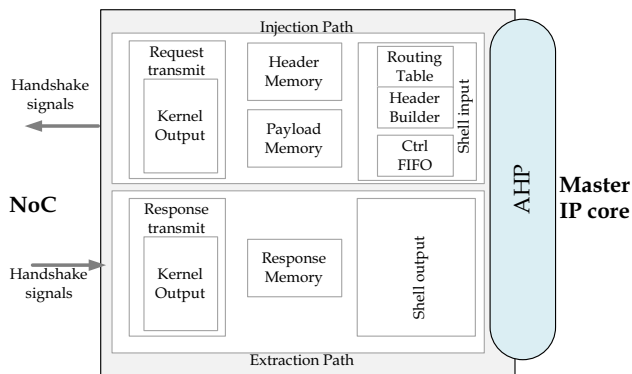 Injection Path
Request
transmit
Kernel
Output
Header
Memory
Payload
Memory
Routing
Table
Header
Builder
Ctrl
FIFO
Shell input
Handshake
signals
NoC
Handshake
signals
Response
transmit
Kernel
Output
Response
Memory
Shell output
Extraction Path
AHP
Master
IP core